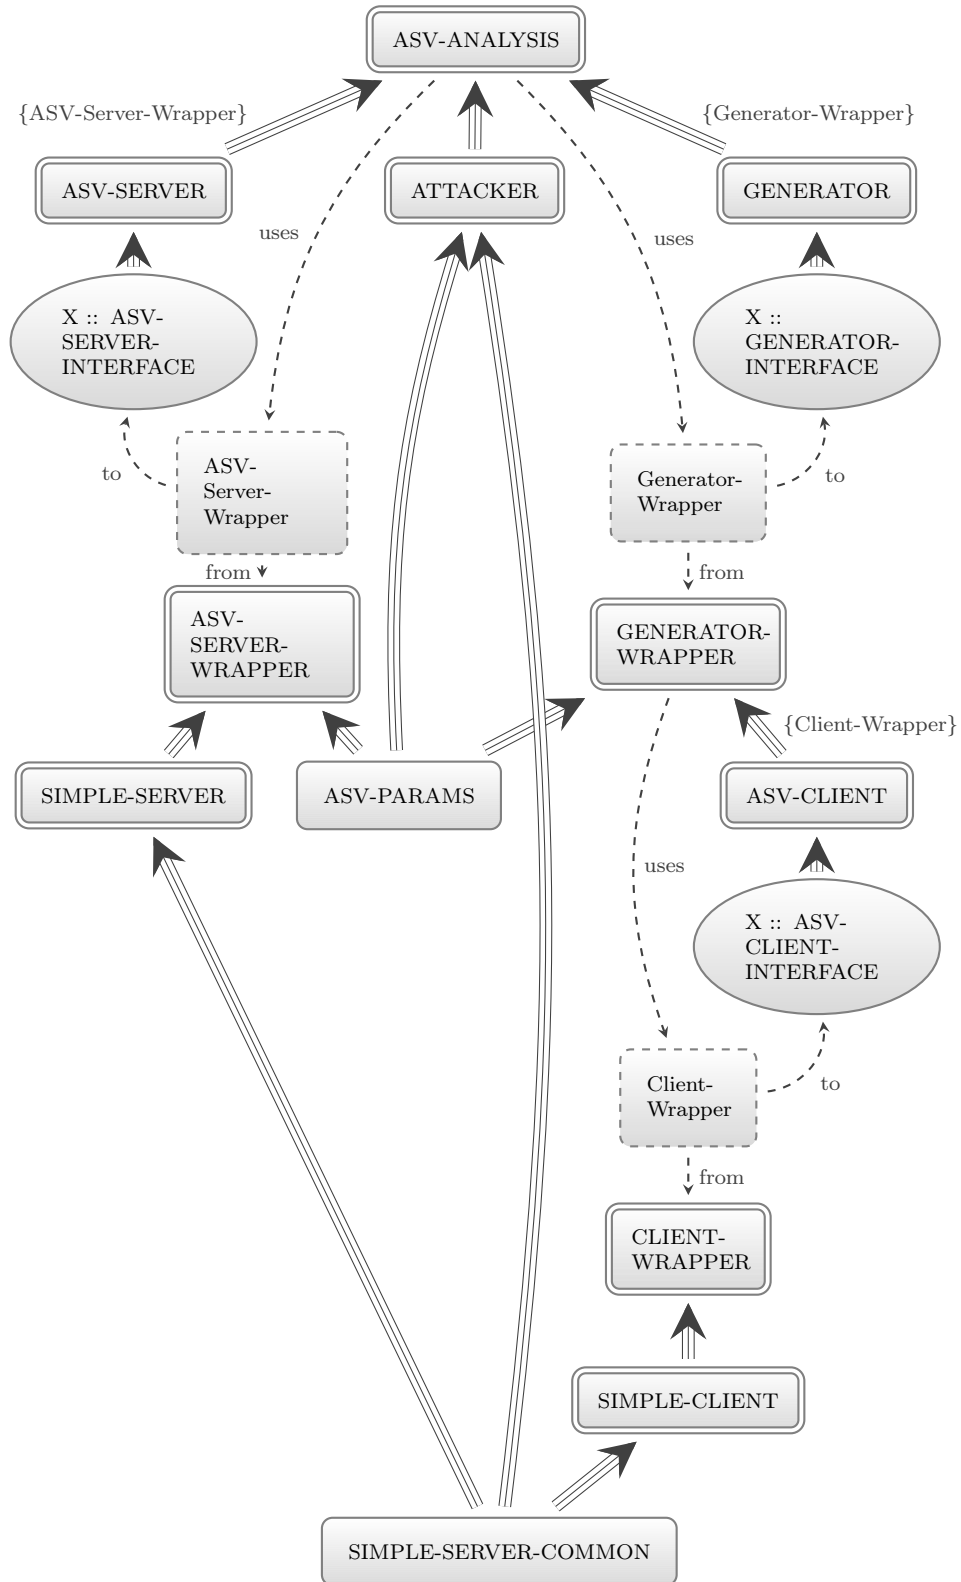 ASV-ANALYSIS
{ASV-Server-Wrapper}
{Generator-Wrapper}
ASV-SERVER
ATTACKER
GENERATOR
uses
uses
X :: ASV-
SERVER-
INTERFACE
X ::
GENERATOR-
INTERFACE
to
ASV-
Server-
Wrapper
Generator-
Wrapper
to
from
from
ASV-
SERVER-
WRAPPER
GENERATOR-
WRAPPER
{Client-Wrapper}
SIMPLE-SERVER
ASV-PARAMS
ASV-CLIENT
uses
X :: ASV-
CLIENT-
INTERFACE
Client-
Wrapper
to
from
CLIENT-
WRAPPER
SIMPLE-CLIENT
SIMPLE-SERVER-COMMON